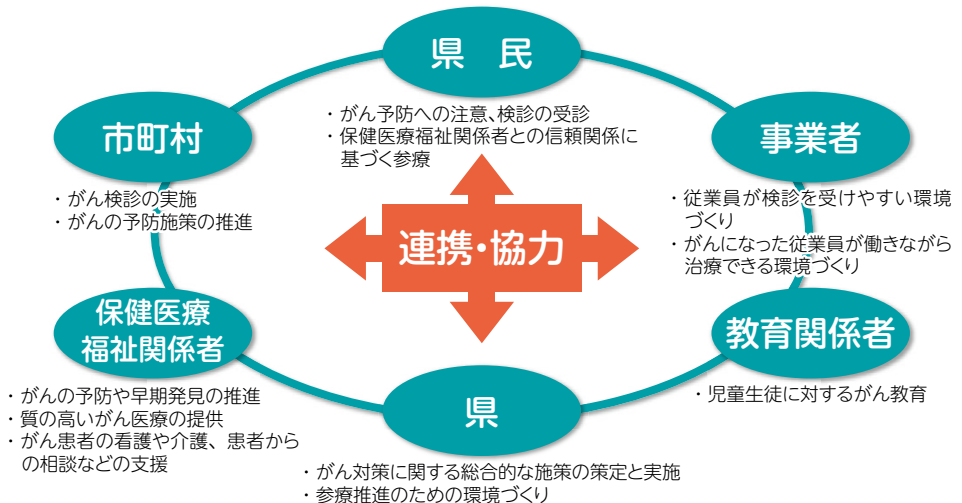 県 民
・がん予防への注意、検診の受診
・保健医療福祉関係者との信頼関係に
基づく参療
市町村
・がん検診の実施
・がんの予防施策の推進
事業者
・従業員が検診を受けやすい環境
づくり
・がんになった従業員が働きながら
治療できる環境づくり
連携・協力
保健医療
福祉関係者
・がんの予防や早期発見の推進
・質の高いがん医療の提供
・がん患者の看護や介護、患者から
の相談などの支援
教育関係者
・児童生徒に対するがん教育
県
・がん対策に関する総合的な施策の策定と実施
・参療推進のための環境づくり